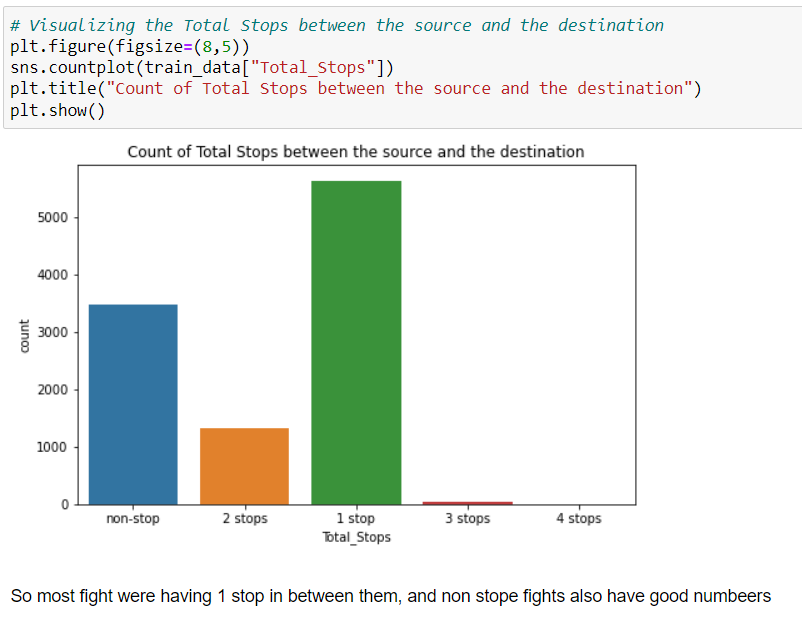 # Visualizing the Total Stops between the source and the destination
plt.figure(figsize=(8,5))
sns.countplot(train_data["Total_Stops"])
plt.title("Count of Total Stops between the source and the destination")
plt.show()
Count of Total Stops between the source and the destination
5000
4000
3000
2000
1000
0
count
non-stop 2 stops 1 stop 3 stops 4 stops
Total_Stops
So most fight were having 1 stop in between them, and non stope fights also have good numbeers